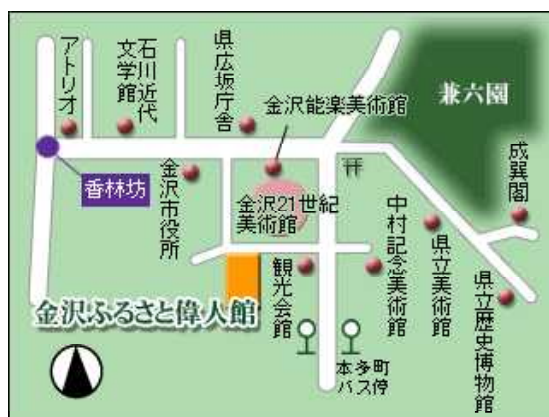 アトリオ
石川近代
文学館
県広坂庁舎
金沢能楽美術館
兼六園
成巽閣
香林坊
金沢市役所
金沢21世紀
美術館
中村記念美術館
県立美術館
県立歴史博物館
観光会館
金沢ふるさと偉人館
本多町
バス停